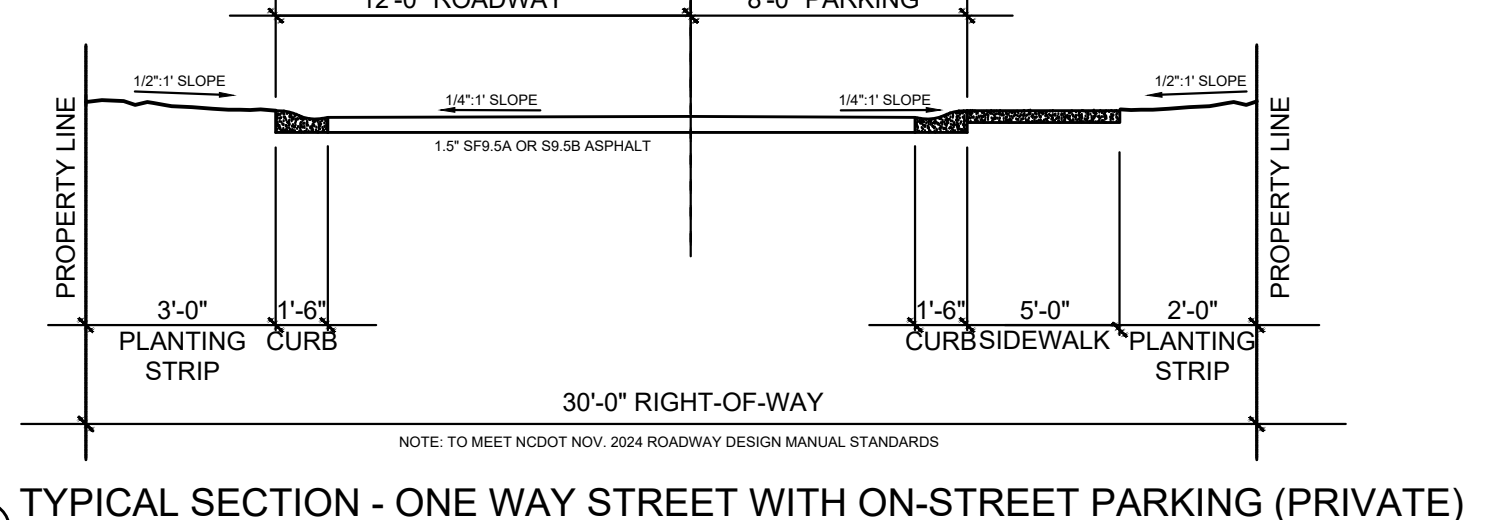 12'-0" ROADWAY 8'-0" PARKING
1/2":1' SLOPE 1/4":1' SLOPE 1/4":1' SLOPE 1/2":1' SLOPE
1.5" SF9.5A OR S9.5B ASPHALT
PROPERTY LINE
PROPERTY LINE
3'-0" 1'-6" 1'-6" 5'-0" 2'-0"
PLANTING CURB CURB SIDEWALK PLANTING
STRIP STRIP
30'-0" RIGHT-OF-WAY
NOTE: TO MEET NCDOT NOV. 2024 ROADWAY DESIGN MANUAL STANDARDS
TYPICAL SECTION - ONE WAY STREET WITH ON-STREET PARKING (PRIVATE)